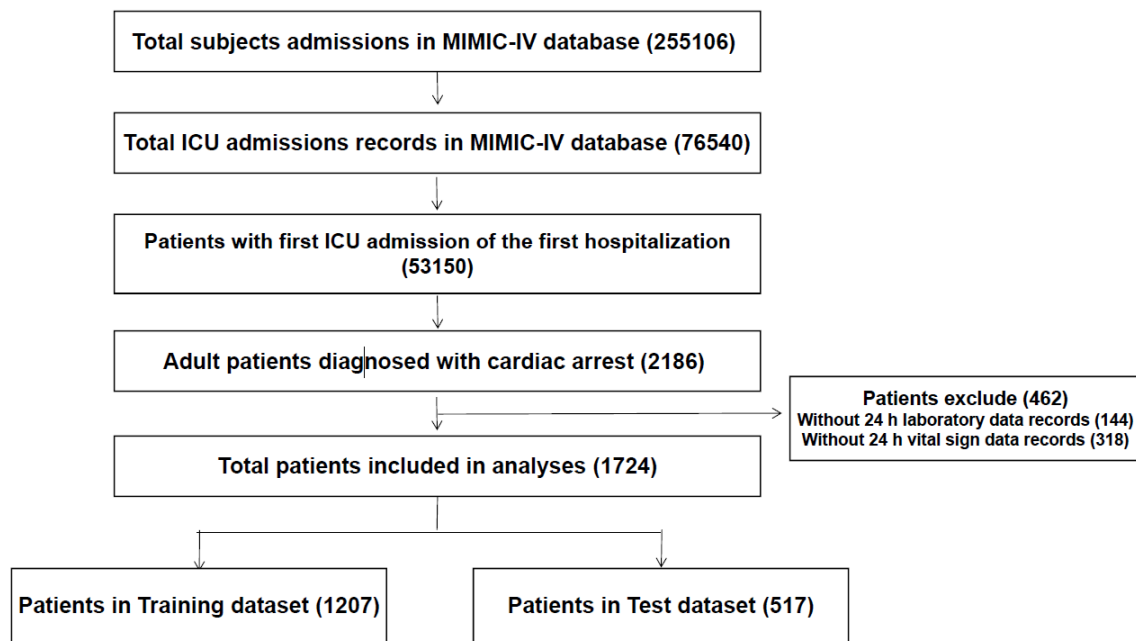 Total subjects admissions in MIMIC-IV database (255106)
Total ICU admissions records in MIMIC-IV database (76540)
Patients with first ICU admission of the first hospitalization
(53150)
Adult patients diagnosed with cardiac arrest (2186)
Patients exclude (462)
Without 24 h laboratory data records (144)
Without 24 h vital sign data records (318)
Total patients included in analyses (1724)
Patients in Training dataset (1207)
Patients in Test dataset (517)